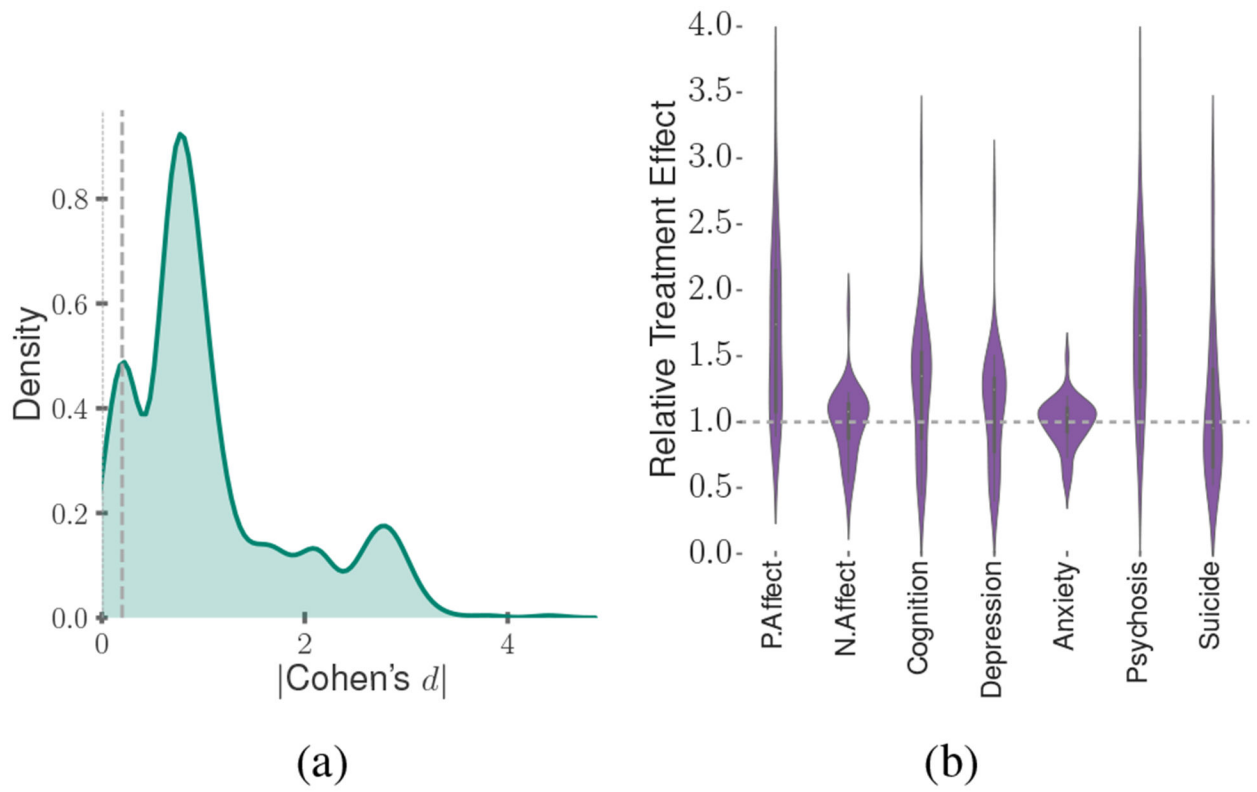 Density
0.8
0.6
0.4
0.2
0.0
0
2
4
|Cohen's d|
(a)
Relative Treatment Effect
4.0
3.5
3.0
2.5
2.0
1.5
1.0
0.5
0.0
P.Affect
N.Affect
Cognition
Depression
Anxiety
Psychosis
Suicide
(b)